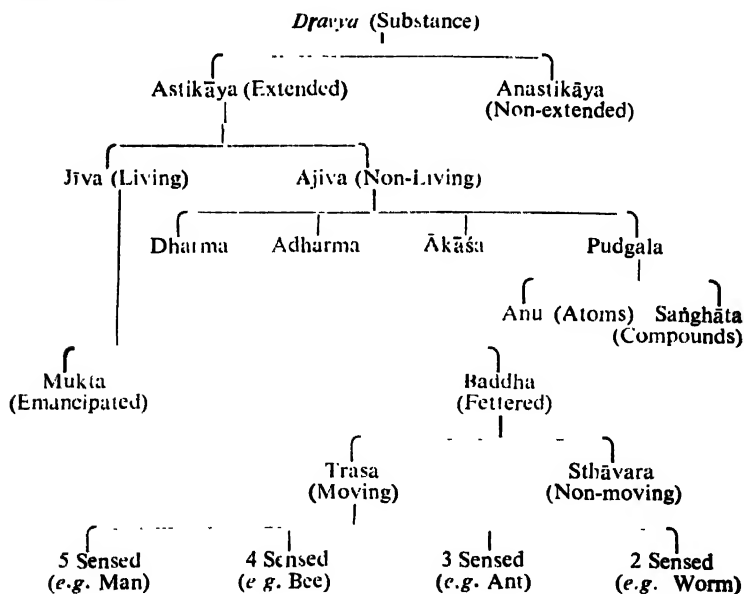 Dravya (Substance)
Astikāya (Extended) Anastikāya
(Non-extended)
Jīva (Living) Ajiva (Non-Living)
Dharma Adharma Ākāśa Pudgala
Anu (Atoms) Saṅghāta
(Compounds)
Mukta Baddha
(Emancipated) (Fettered)
Trasa Sthāvara
(Moving) (Non-moving)
5 Sensed 4 Sensed 3 Sensed 2 Sensed
(e.g. Man) (e g. Bee) (e.g. Ant) (e.g. Worm)